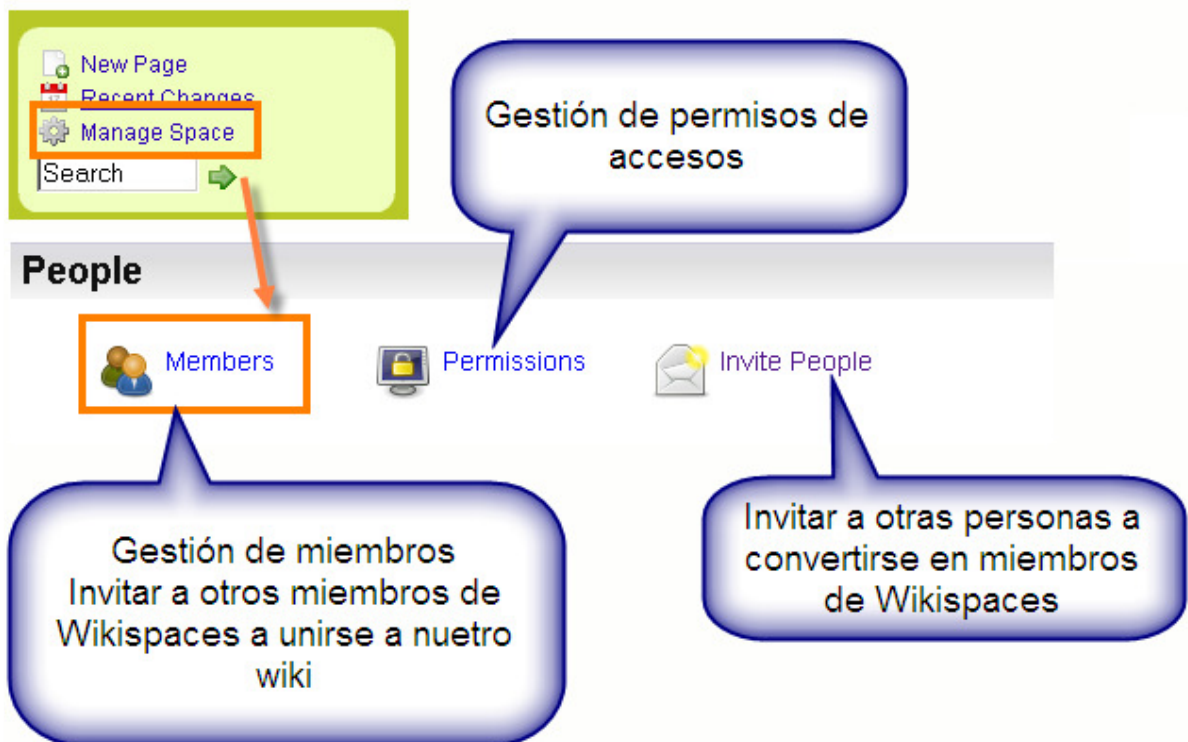 New Page
Recent Changes
Manage Space
Search
Gestión de permisos de
accesos
People
Members
Permissions
Invite People
Gestión de miembros
Invitar a otros miembros de
Wikispaces a unirse a nuetro
wiki
Invitar a otras personas a
convertirse en miembros
de Wikispaces